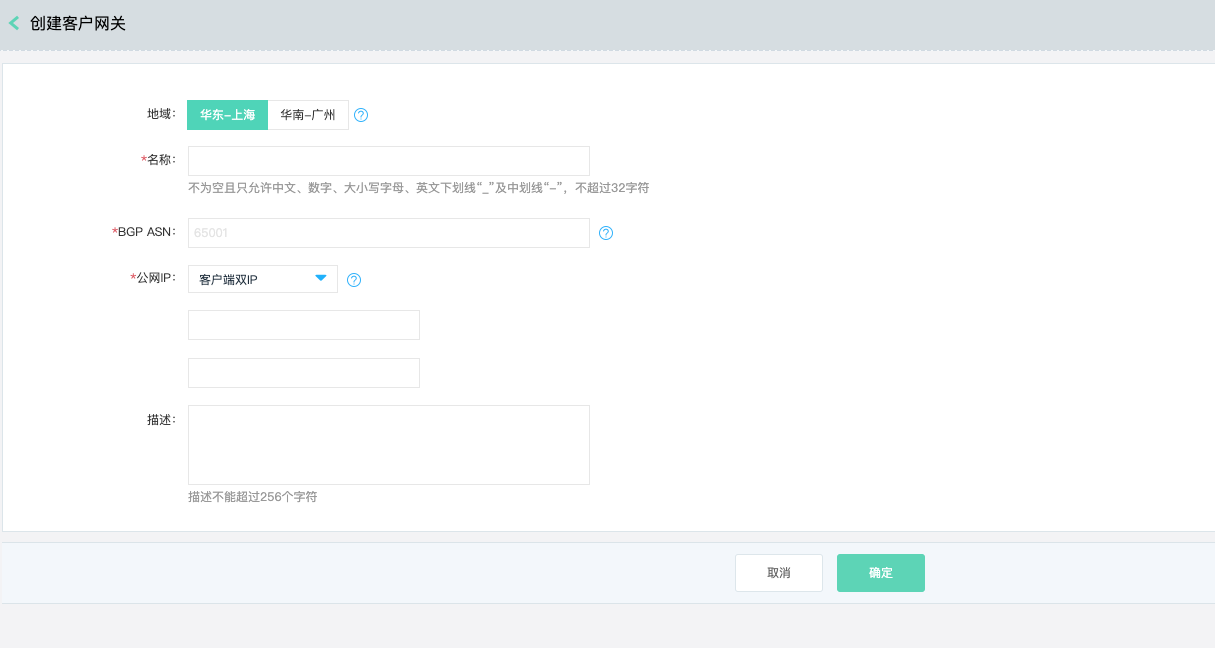 创建客户网关
地域： 华东-上海 华南-广州 ?
*名称：
不为空且只允许中文、数字、大小写字母、英文下划线“_”及中划线“-”，不超过32字符
*BGP ASN： 65001 ?
*公网IP： 客户端双IP ?
描述：
描述不能超过256个字符
取消 确定